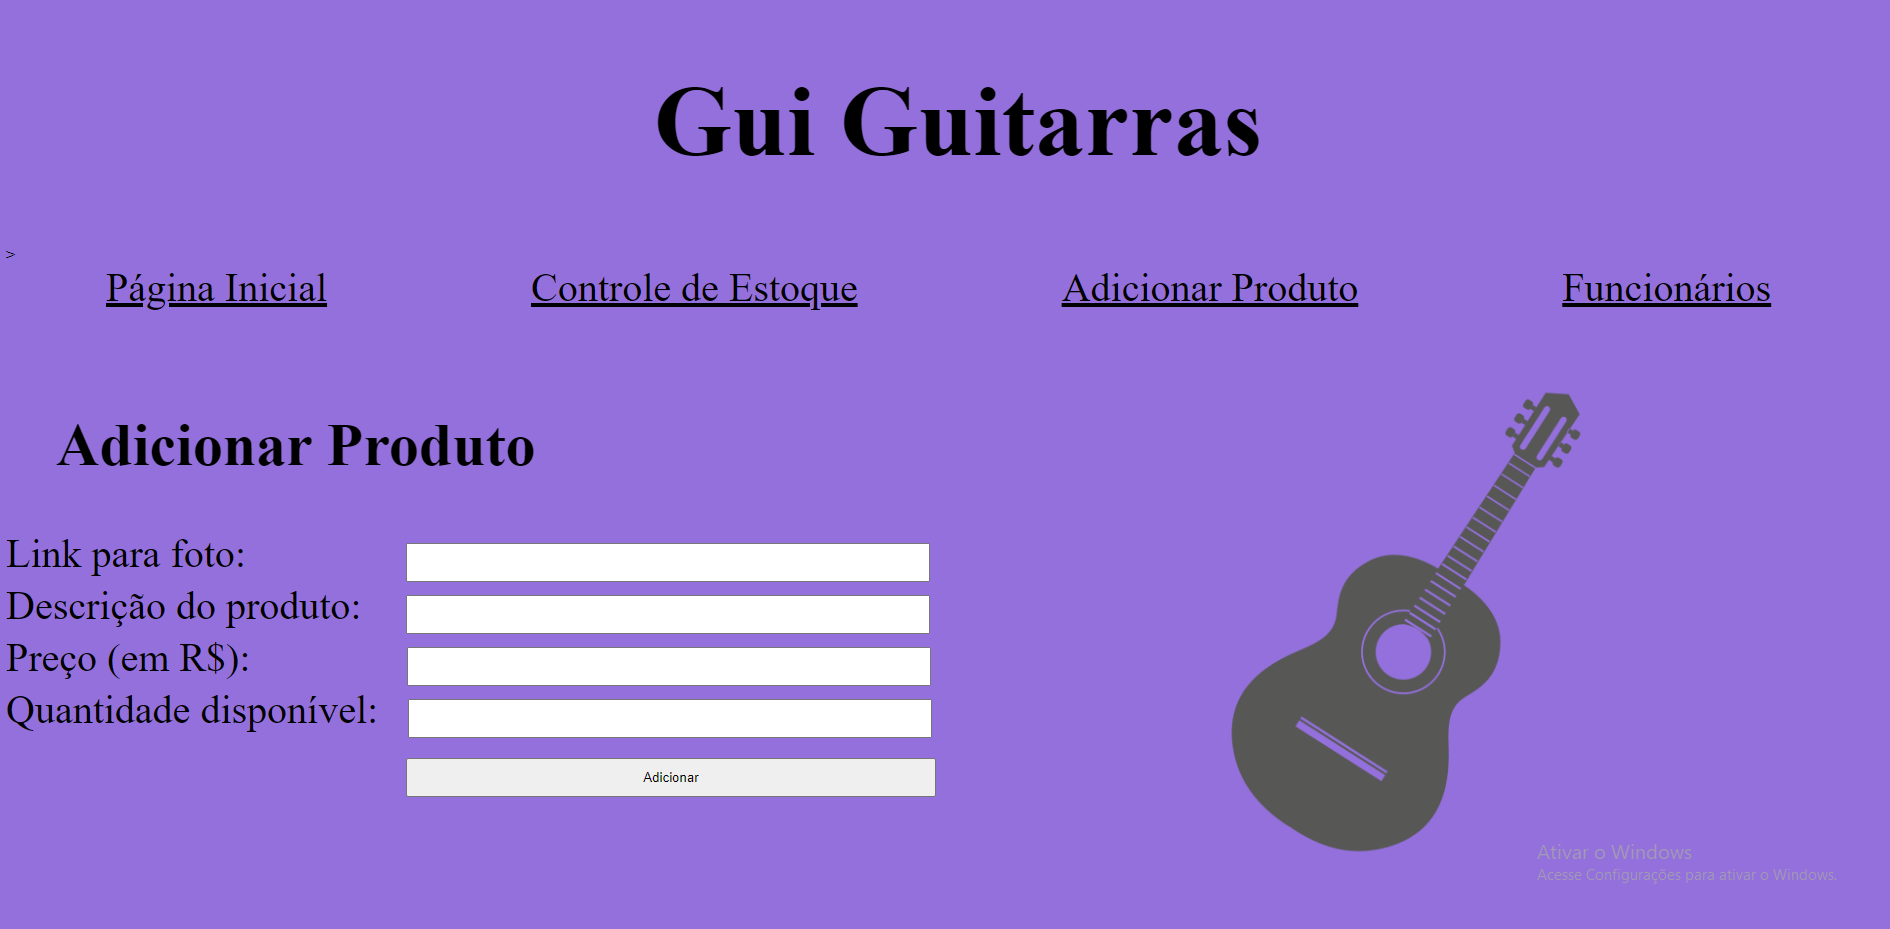 Gui Guitarras
>
Página Inicial Controle de Estoque Adicionar Produto Funcionários
Adicionar Produto
Link para foto:
Descrição do produto:
Preço (em R$):
Quantidade disponível:
Adicionar
Ativar o Windows
Acesse Configurações para ativar o Windows.